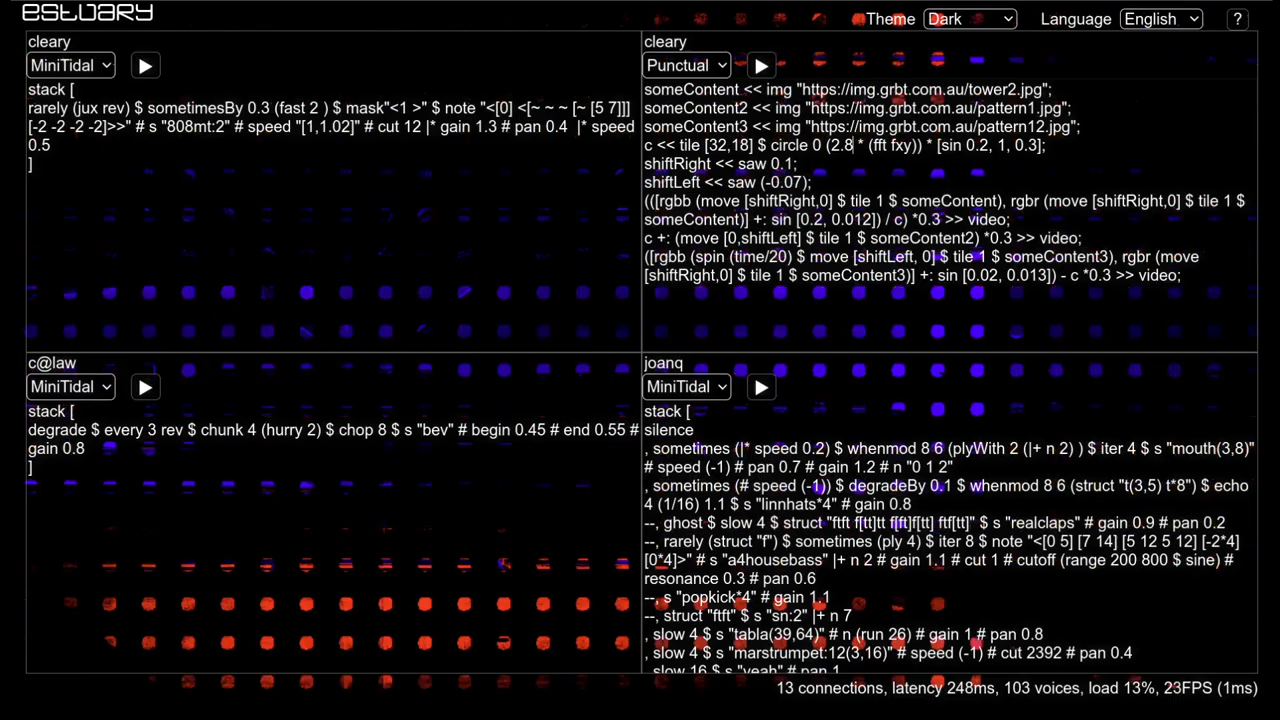 estuary
Theme Dark Language English ?
cleary
MiniTidal
stack [
rarely (jux rev) $ sometimesBy 0.3 (fast 2 ) $ mask"<1 >" $ note "<[0] <[~ ~ ~ [~ [5 7]]]
[-2 -2 -2 -2]>>" # s "808mt:2" # speed "[1,1.02]" # cut 12 |* gain 1.3 # pan 0.4 |* speed
0.5
]
cleary
Punctual
someContent << img "https://img.grbt.com.au/tower2.jpg";
someContent2 << img "https://img.grbt.com.au/pattern1.jpg";
someContent3 << img "https://img.grbt.com.au/pattern12.jpg";
c << tile [32,18] $ circle 0 (2.8 * (fft fxy)) * [sin 0.2, 1, 0.3];
shiftRight << saw 0.1;
shiftLeft << saw (-0.07);
(([rgbb (move [shiftRight,0] $ tile 1 $ someContent), rgbr (move [shiftRight,0] $ tile 1 $
someContent)] +: sin [0.2, 0.012]) / c) *0.3 >> video;
c +: (move [0,shiftLeft] $ tile 1 $ someContent2) *0.3 >> video;
([rgbb (spin (time/20) $ move [shiftLeft, 0] $ tile 1 $ someContent3), rgbr (move
[shiftRight,0] $ tile 1 $ someContent3)] +: sin [0.02, 0.013]) - c *0.3 >> video;
c@law
MiniTidal
stack [
degrade $ every 3 rev $ chunk 4 (hurry 2) $ chop 8 $ s "bev" # begin 0.45 # end 0.55 #
gain 0.8
]
joanq
MiniTidal
stack [
silence
, sometimes (|* speed 0.2) $ whenmod 8 6 (plyWith 2 (|+ n 2) ) $ iter 4 $ s "mouth(3,8)"
# speed (-1) # pan 0.7 # gain 1.2 # n "0 1 2"
, sometimes (# speed (-1)) $ degradeBy 0.1 $ whenmod 8 6 (struct "t(3,5) t*8") $ echo
4 (1/16) 1.1 $ s "linnhats*4" # gain 0.8
--, ghost $ slow 4 $ struct "ftft f[tt]tt f[ft]f[tt] ftf[tt]" $ s "realclaps" # gain 0.9 # pan 0.2
--, rarely (struct "f") $ sometimes (ply 4) $ iter 8 $ note "<[0 5] [7 14] [5 12 5 12] [-2*4]
[0*4]>" # s "a4housebass" |+ n 2 # gain 1.1 # cut 1 # cutoff (range 200 800 $ sine) #
resonance 0.3 # pan 0.6
--, s "popkick*4" # gain 1.1
--, struct "ftft" $ s "sn:2" |+ n 7
, slow 4 $ s "tabla(39,64)" # n (run 26) # gain 1 # pan 0.8
, slow 4 $ s "marstrumpet:12(3,16)" # speed (-1) # cut 2392 # pan 0.4
, slow 16 $ s "yeah" # pan 1
13 connections, latency 248ms, 103 voices, load 13%, 23FPS (1ms)